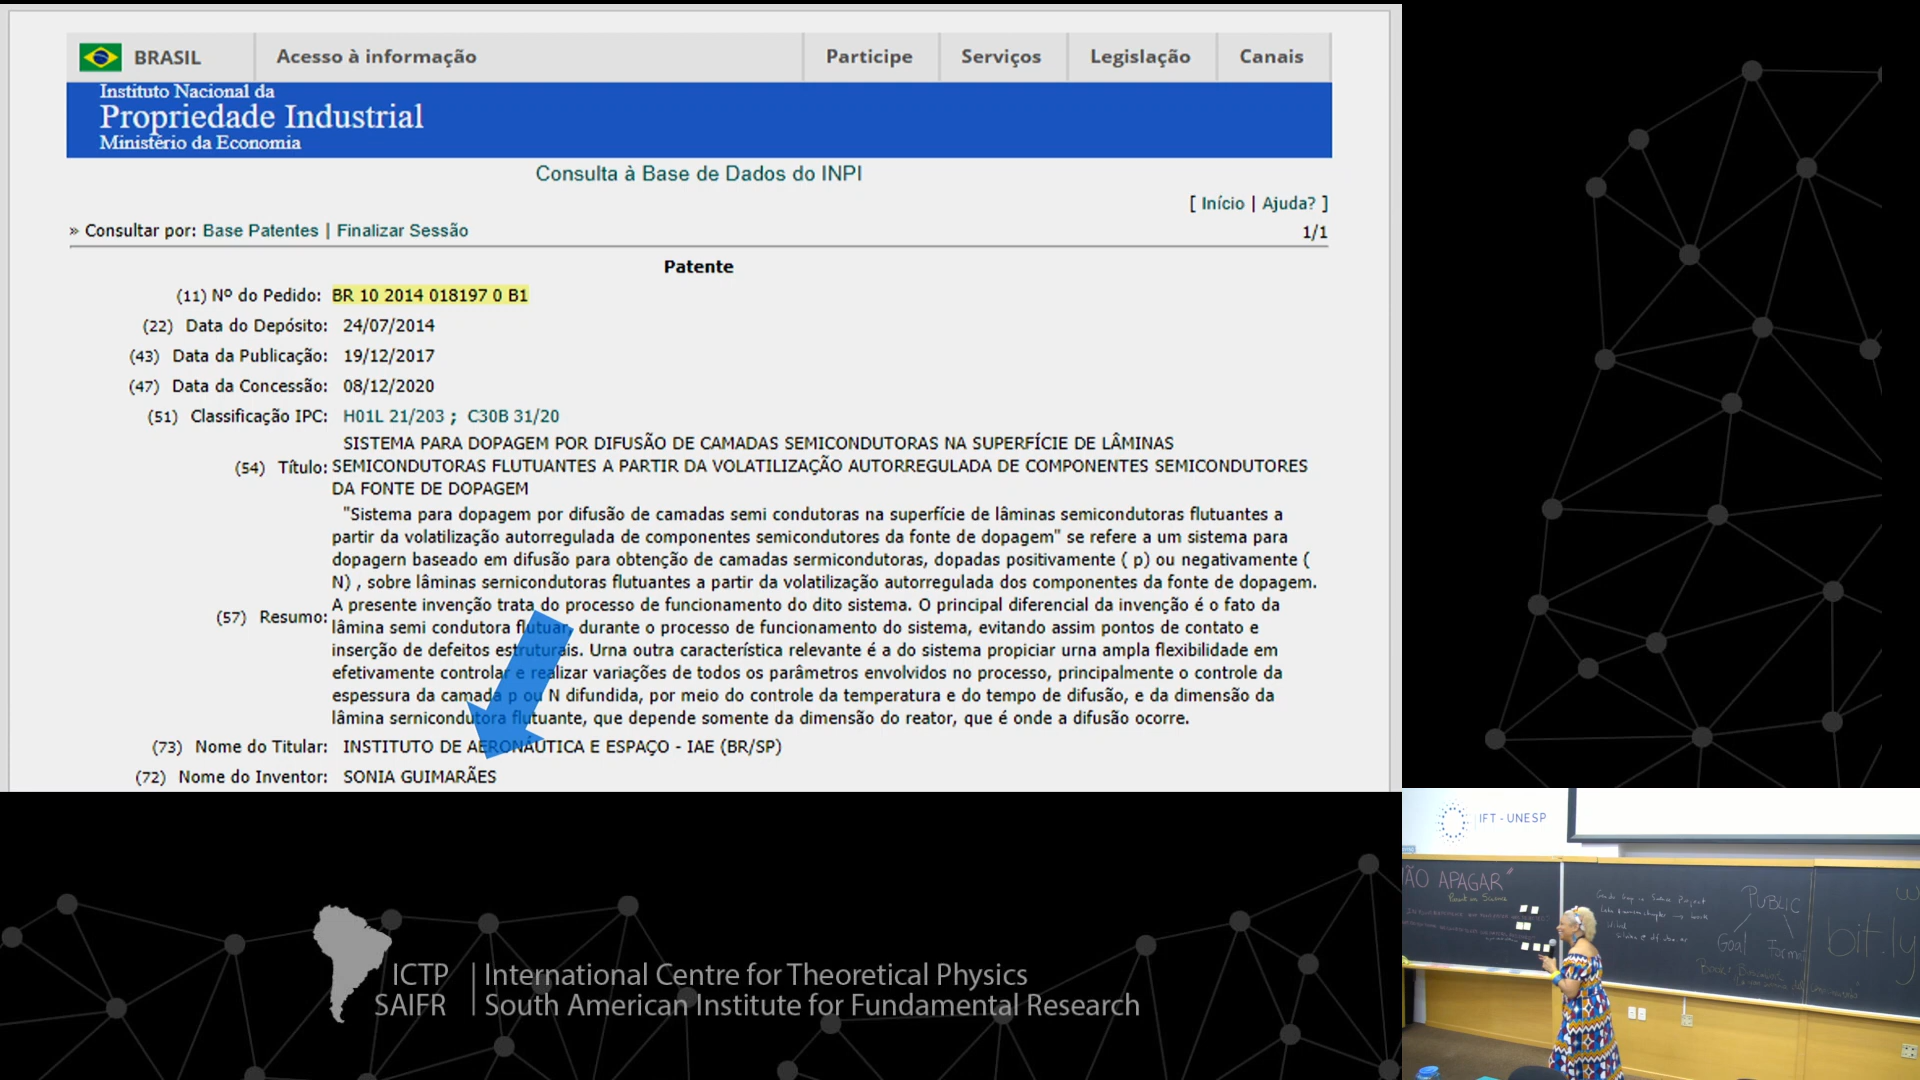 BRASIL Acesso à informação Participe Serviços Legislação Canais
Instituto Nacional da
Propriedade Industrial
Ministério da Economia
Consulta à Base de Dados do INPI
[ Início | Ajuda? ]
» Consultar por: Base Patentes | Finalizar Sessão
1/1
Patente
(11) Nº do Pedido: BR 10 2014 018197 0 B1
(22) Data do Depósito: 24/07/2014
(43) Data da Publicação: 19/12/2017
(47) Data da Concessão: 08/12/2020
(51) Classificação IPC: H01L 21/203 ; C30B 31/20
(54) Título:
SISTEMA PARA DOPAGEM POR DIFUSÃO DE CAMADAS SEMICONDUTORAS NA SUPERFÍCIE DE LÂMINAS
SEMICONDUTORAS FLUTUANTES A PARTIR DA VOLATILIZAÇÃO AUTORREGULADA DE COMPONENTES SEMICONDUTORES
DA FONTE DE DOPAGEM
(57) Resumo:
"Sistema para dopagem por difusão de camadas semi condutoras na superfície de lâminas semicondutoras flutuantes a
partir da volatilização autorregulada de componentes semicondutores da fonte de dopagem" se refere a um sistema para
dopagern baseado em difusão para obtenção de camadas sermicondutoras, dopadas positivamente ( p) ou negativamente (
N) , sobre lâminas sernicondutoras flutuantes a partir da volatilização autorregulada dos componentes da fonte de dopagem.
A presente invenção trata do processo de funcionamento do dito sistema. O principal diferencial da invenção é o fato da
lâmina semi condutora flutuar, durante o processo de funcionamento do sistema, evitando assim pontos de contato e
inserção de defeitos estruturais. Urna outra característica relevante é a do sistema propiciar urna ampla flexibilidade em
efetivamente controlar e realizar variações de todos os parâmetros envolvidos no processo, principalmente o controle da
espessura da camada p ou N difundida, por meio do controle da temperatura e do tempo de difusão, e da dimensão da
lâmina sernicondutora flutuante, que depende somente da dimensão do reator, que é onde a difusão ocorre.
(73) Nome do Titular: INSTITUTO DE AERONÁUTICA E ESPAÇO - IAE (BR/SP)
(72) Nome do Inventor: SONIA GUIMARÃES
ICTP
SAIFR
International Centre for Theoretical Physics
South American Institute for Fundamental Research
IFT - UNESP
ÃO APAGAR"
PUBLIC
Goal Format
bit.ly